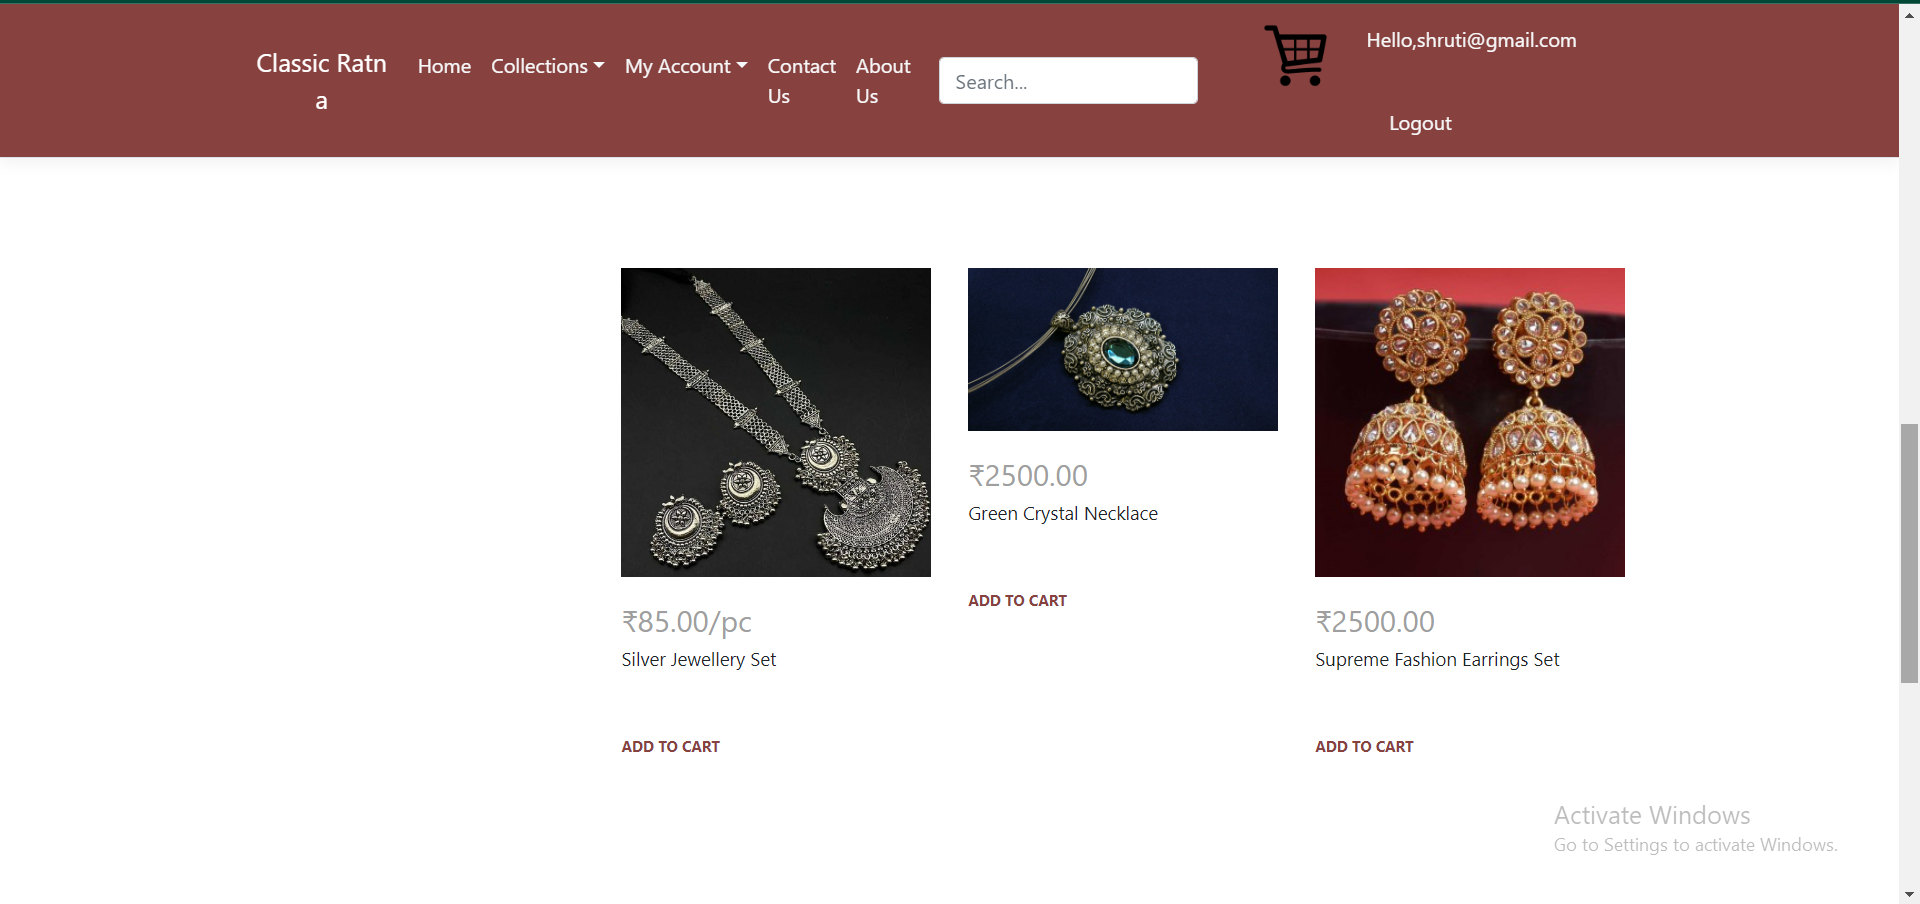 Classic Ratn
a
Home
Collections
My Account
Contact
Us
About
Us
Search...
Hello,shruti@gmail.com
Logout
₹85.00/pc
Silver Jewellery Set
ADD TO CART
₹2500.00
Green Crystal Necklace
ADD TO CART
₹2500.00
Supreme Fashion Earrings Set
ADD TO CART
Activate Windows
Go to Settings to activate Windows.